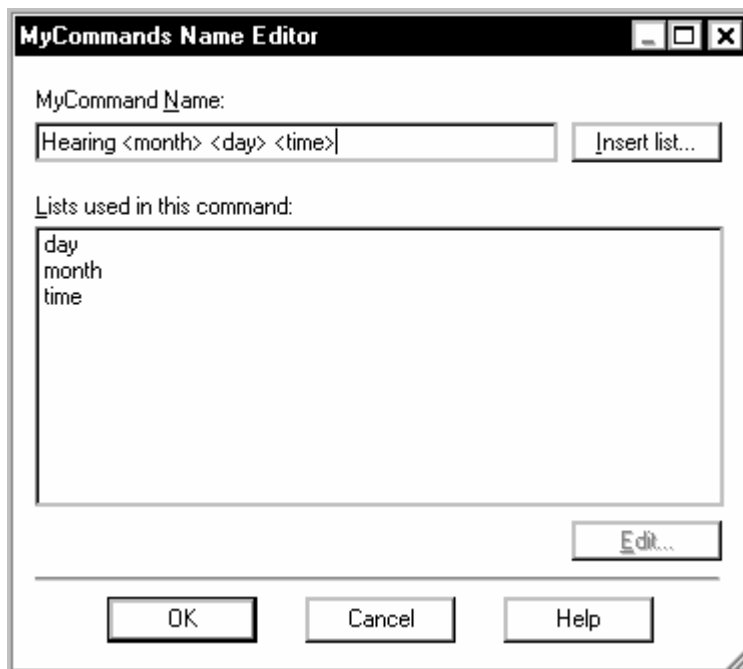 MyCommands Name Editor
MyCommand Name:
Hearing <month> <day> <time>
Insert list...
Lists used in this command:
day
month
time
Edit...
OK Cancel Help